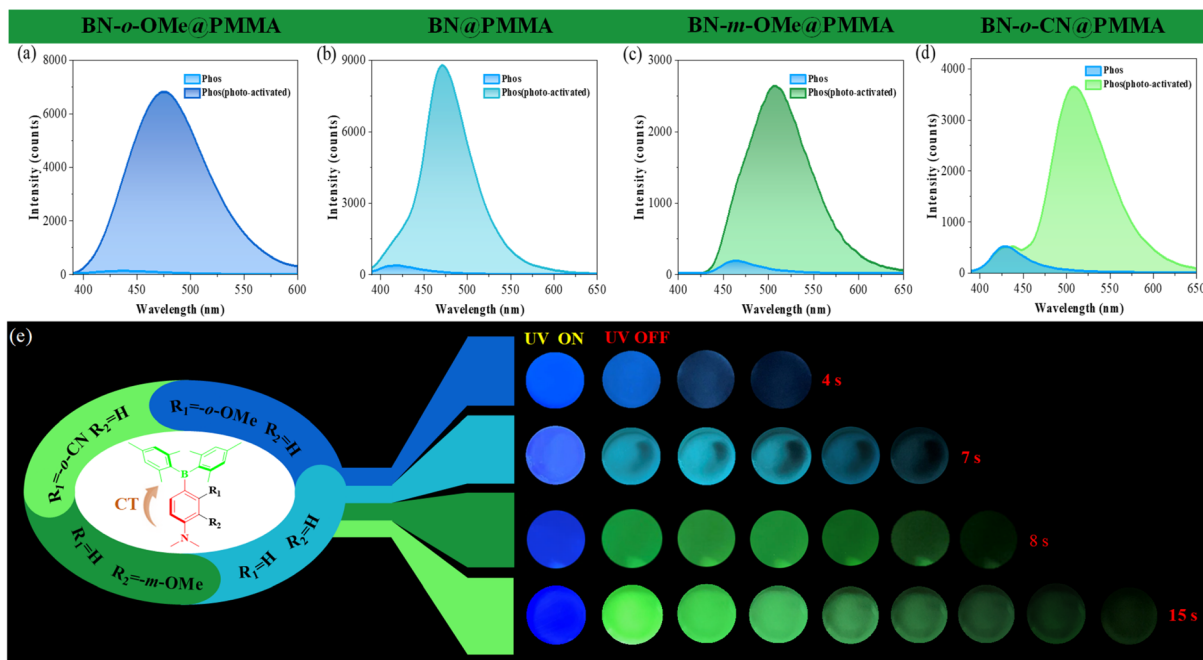 BN-o-OMe@PMMA
BN@PMMA
BN-m-OMe@PMMA
BN-o-CN@PMMA
(a)
8000
6000
4000
2000
0
Intensity (counts)
Phos
Phos(photo-activated)
400
450
500
550
600
Wavelength (nm)
(b)
9000
6000
3000
0
Intensity (counts)
Phos
Phos(photo-activated)
400
450
500
550
600
650
Wavelength (nm)
(c)
3000
2000
1000
0
Intensity (counts)
Phos
Phos(photo-activated)
400
450
500
550
600
650
Wavelength (nm)
(d)
4000
3000
2000
1000
0
Intensity (counts)
Phos
Phos(photo-activated)
400
450
500
550
600
650
Wavelength (nm)
(e)
R₁=-o-CN R₂=H
R₁=-o-OMe R₂=H
R₁=H R₂=-m-OMe
R₁=H R₂=H
B
R₁
R₂
N
CT
UV ON
UV OFF
4 s
7 s
8 s
15 s